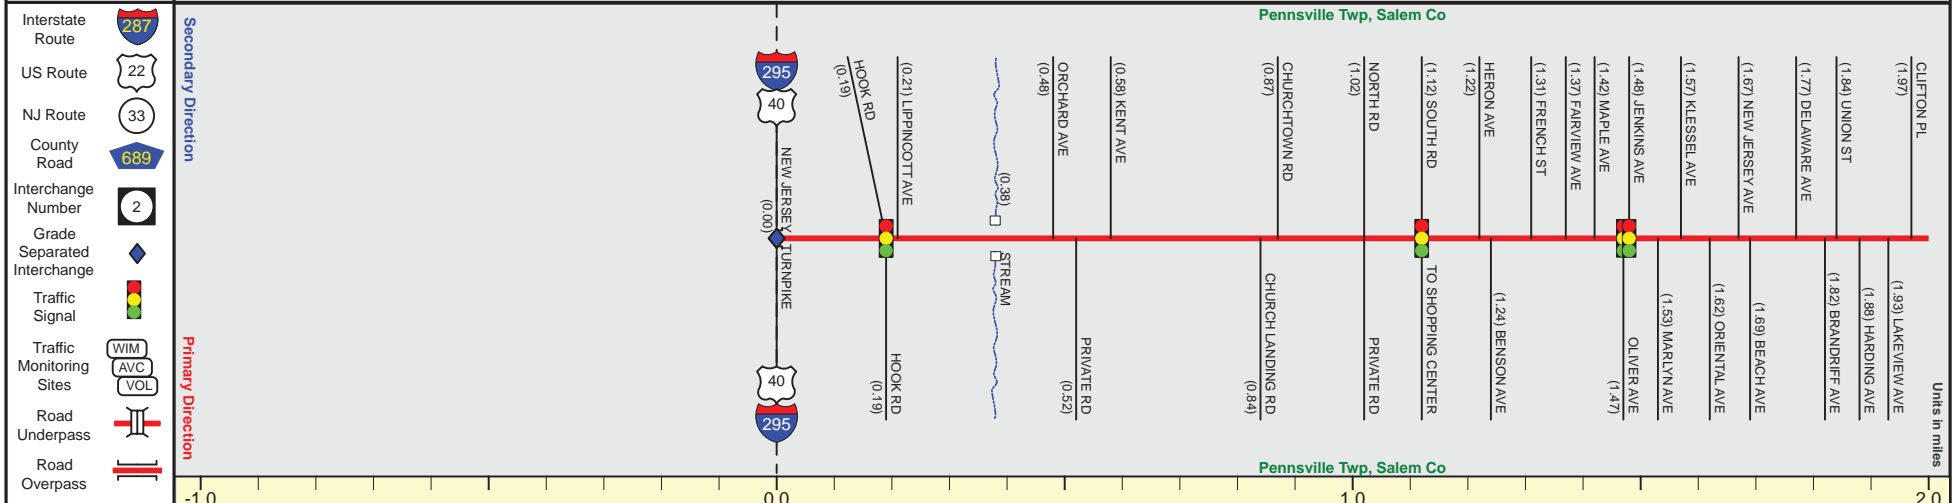 Interstate
Route
287
US Route
22
NJ Route
33
County
Road
689
Interchange
Number
2
Grade
Separated
Interchange
Traffic
Signal
Traffic
Monitoring
Sites
WIM
AVC
VOL
Road
Underpass
Road
Overpass
Secondary Direction
Primary Direction
Pennsville Twp, Salem Co
295
40
NEW JERSEY TURNPIKE
(0.00)
40
295
HOOK RD
(0.19)
(0.21) LIPPINCOTT AVE
HOOK RD
(0.19)
(0.38)
STREAM
ORCHARD AVE
(0.48)
PRIVATE RD
(0.52)
(0.58) KENT AVE
CHURCH LANDING RD
(0.84)
CHURCHTOWN RD
(0.87)
NORTH RD
(1.02)
PRIVATE RD
(1.12) SOUTH RD
TO SHOPPING CENTER
HERON AVE
(1.22)
(1.24) BENSON AVE
(1.31) FRENCH ST
(1.37) FAIRVIEW AVE
(1.42) MAPLE AVE
OLIVER AVE
(1.47)
(1.48) JENKINS AVE
(1.53) MARILYN AVE
(1.57) KLESSEL AVE
(1.62) ORIENTAL AVE
(1.67) NEW JERSEY AVE
(1.69) BEACH AVE
(1.77) DELAWARE AVE
(1.82) BRANDRIFF AVE
(1.84) UNION ST
(1.88) HARDING AVE
(1.93) LAKEVIEW AVE
CLIFTON PL
(1.97)
Units in miles
Pennsville Twp, Salem Co
-1.0
0.0
1.0
2.0